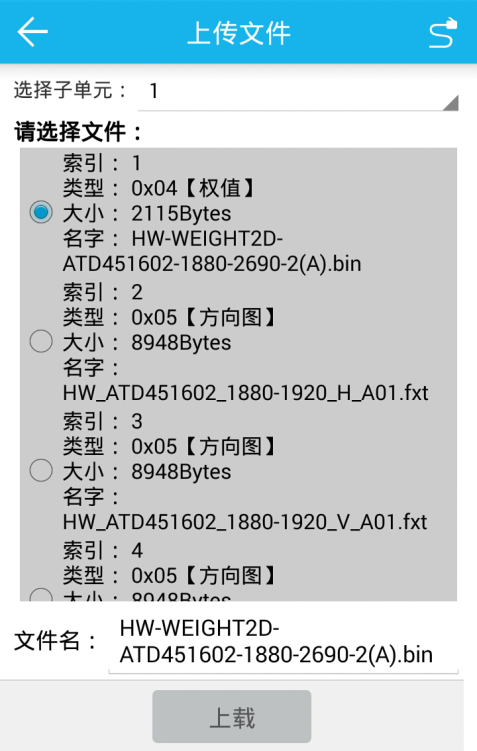 上传文件
选择子单元： 1
请选择文件：
索引： 1
类型： 0x04【权值】
大小： 2115Bytes
名字： HW-WEIGHT2D-
ATD451602-1880-2690-2(A).bin
索引： 2
类型： 0x05【方向图】
大小： 8948Bytes
名字：
HW_ATD451602_1880-1920_H_A01.fxt
索引： 3
类型： 0x05【方向图】
大小： 8948Bytes
名字：
HW_ATD451602_1880-1920_V_A01.fxt
索引： 4
类型： 0x05【方向图】
大小： 8948Bytes
文件名： HW-WEIGHT2D-
ATD451602-1880-2690-2(A).bin
上载